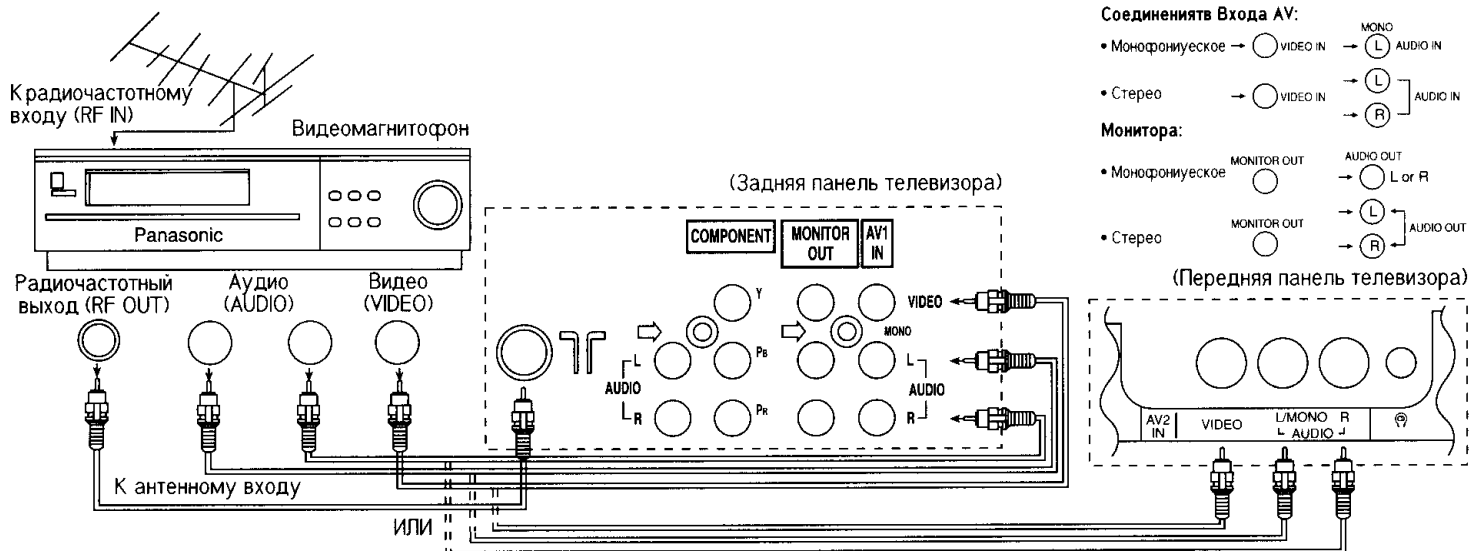 К радиочастотному
входу (RF IN)
Видеомагнитофон
Panasonic
Радиочастотный
выход (RF OUT)
Аудио
(AUDIO)
Видео
(VIDEO)
К антенному входу
ИЛИ
(Задняя панель телевизора)
COMPONENT
MONITOR
OUT
AV1
IN
Y
VIDEO
MONO
L
PB
L
AUDIO
AUDIO
R
PR
R
Соединениятв Входа AV:
MONO
• Монофониуеское → VIDEO IN → L AUDIO IN
• Стерео → VIDEO IN → L
AUDIO IN
→ R
Монитора:
MONITOR OUT AUDIO OUT
• Монофониуеское → L or R
MONITOR OUT → L
AUDIO OUT
• Стерео → R
(Передняя панель телевизора)
AV2
IN
VIDEO
L/MONO R
AUDIO